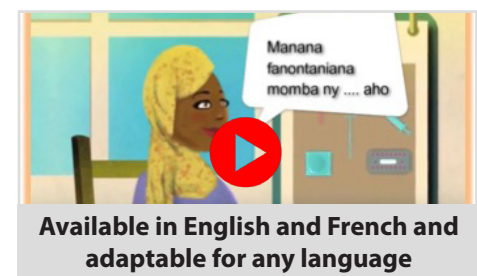 Manana
fanontaniana
momba ny .... aho
Available in English and French and
adaptable for any language